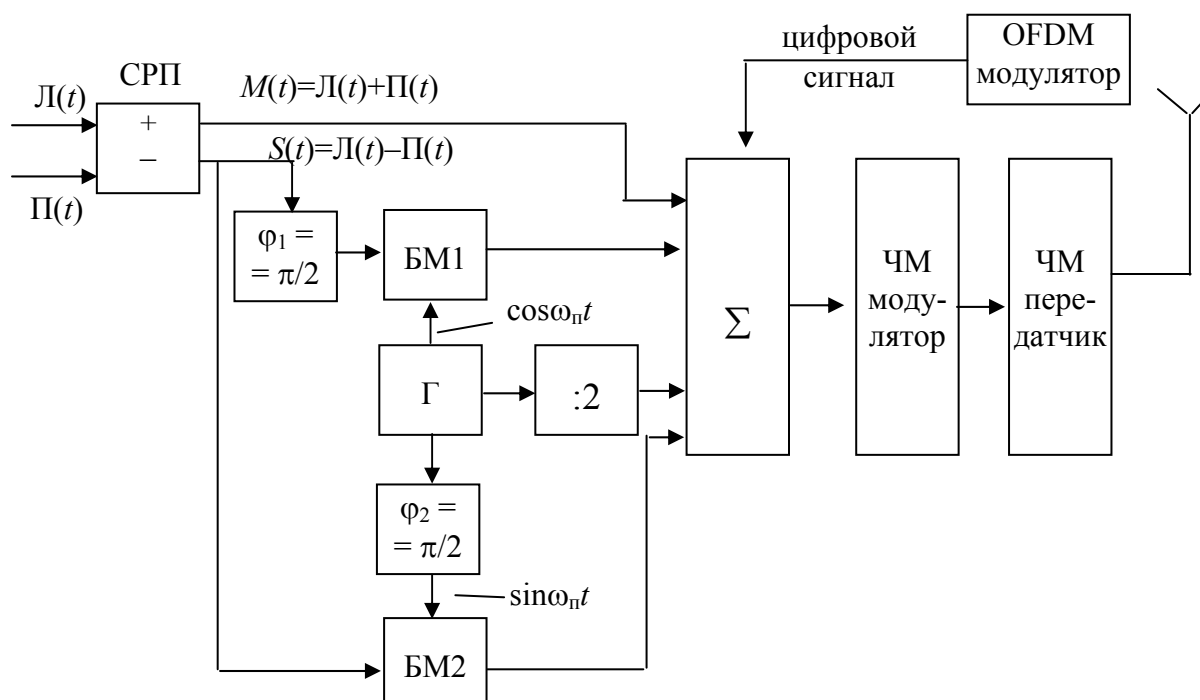 цифровой
сигнал
OFDM
модулятор
СРП
Л(t)
M(t)=Л(t)+П(t)
+
–
S(t)=Л(t)–П(t)
П(t)
φ1 =
= π/2
БМ1
cosωпt
Г
:2
Σ
ЧМ
моду-
лятор
ЧМ
пере-
датчик
φ2 =
= π/2
sinωпt
БМ2